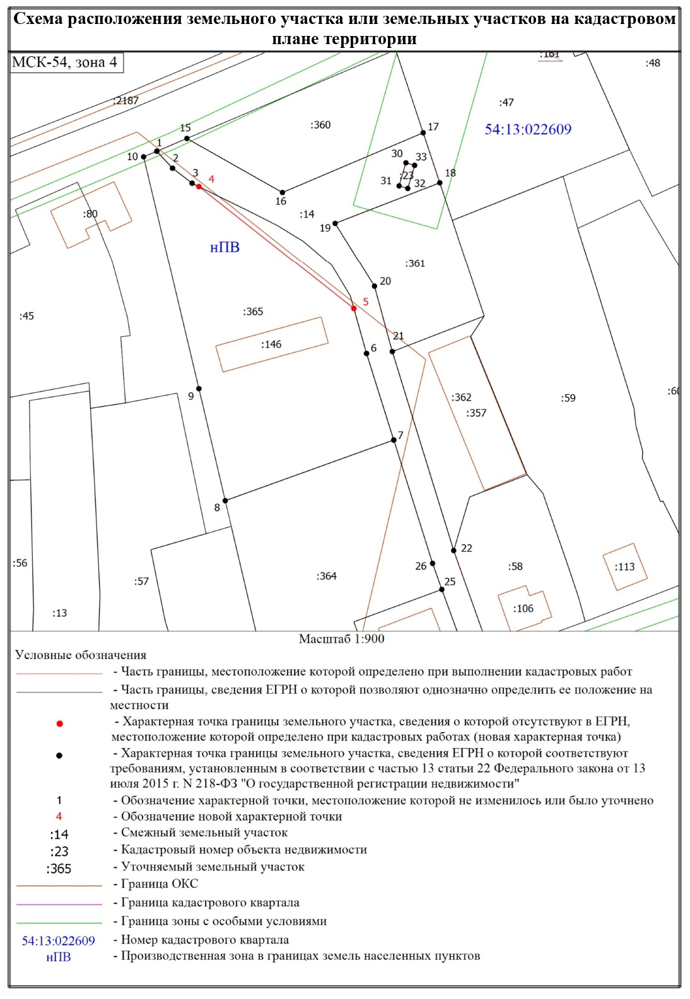 Схема расположения земельного участка или земельных участков на кадастровом
плане территории
МСК-54, зона 4
:161
:48
:2187
:47
:360
54:13:022609
15
17
1
10
2
30
33
3
4
:23
18
31
32
16
:80
:14
19
нПВ
:361
20
5
:45
:365
21
:146
6
9
:362
:59
:357
7
8
22
:56
26
:58
:113
:57
:364
25
:13
:106
Масштаб 1:900
Условные обозначения
- Часть границы, местоположение которой определено при выполнении кадастровых работ
- Часть границы, сведения ЕГРН о которой позволяют однозначно определить ее положение на
местности
- Характерная точка границы земельного участка, сведения о которой отсутствуют в ЕГРН,
местоположение которой определено при кадастровых работах (новая характерная точка)
- Характерная точка границы земельного участка, сведения ЕГРН о которой соответствуют
требованиям, установленным в соответствии с частью 13 статьи 22 Федерального закона от 13
июля 2015 г. N 218-ФЗ "О государственной регистрации недвижимости"
1 - Обозначение характерной точки, местоположение которой не изменилось или было уточнено
4 - Обозначение новой характерной точки
:14 - Смежный земельный участок
:23 - Кадастровый номер объекта недвижимости
:365 - Уточняемый земельный участок
- Граница ОКС
- Граница кадастрового квартала
- Граница зоны с особыми условиями
54:13:022609 - Номер кадастрового квартала
нПВ - Производственная зона в границах земель населенных пунктов